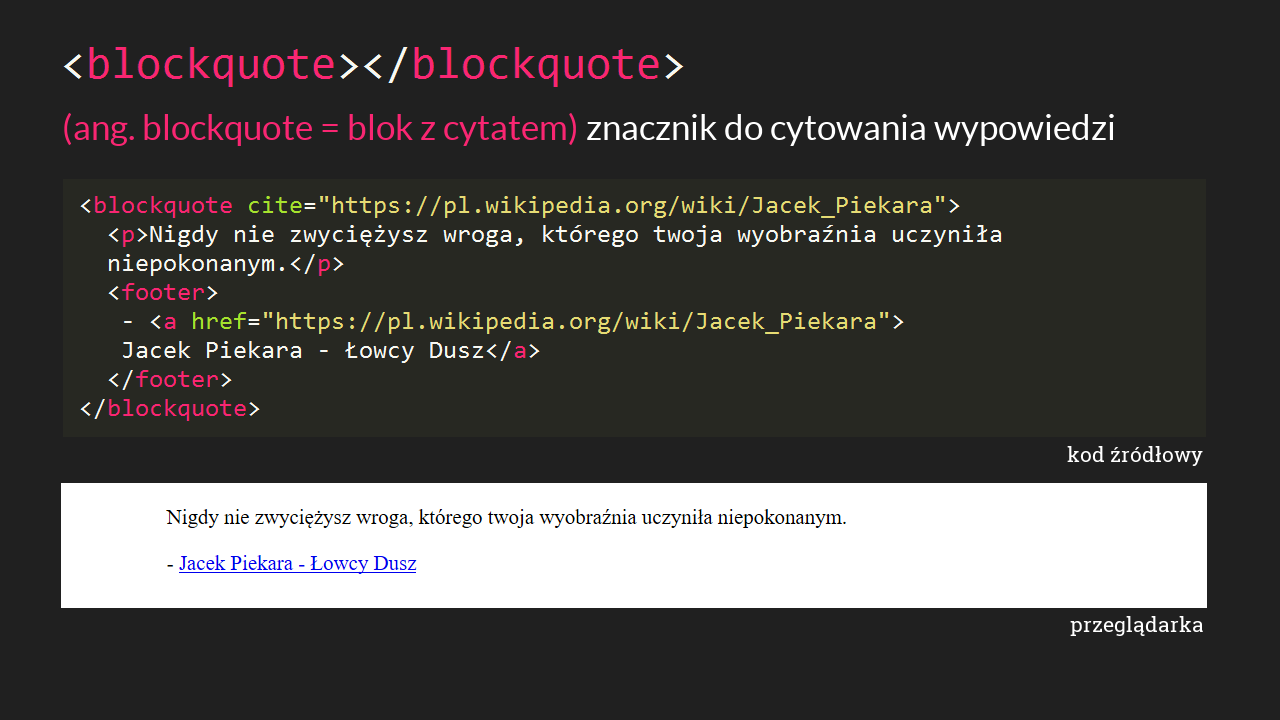 <blockquote></blockquote>
(ang. blockquote = blok z cytatem) znacznik do cytowania wypowiedzi
<blockquote cite="https://pl.wikipedia.org/wiki/Jacek_Piekara">
<p>Nigdy nie zwyciężysz wroga, którego twoja wyobraźnia uczyniła
niepokonanym.</p>
<footer>
- <a href="https://pl.wikipedia.org/wiki/Jacek_Piekara">
Jacek Piekara - Łowcy Dusz</a>
</footer>
</blockquote>
kod źródłowy
Nigdy nie zwyciężysz wroga, którego twoja wyobraźnia uczyniła niepokonanym.
- Jacek Piekara - Łowcy Dusz
przeglądarka